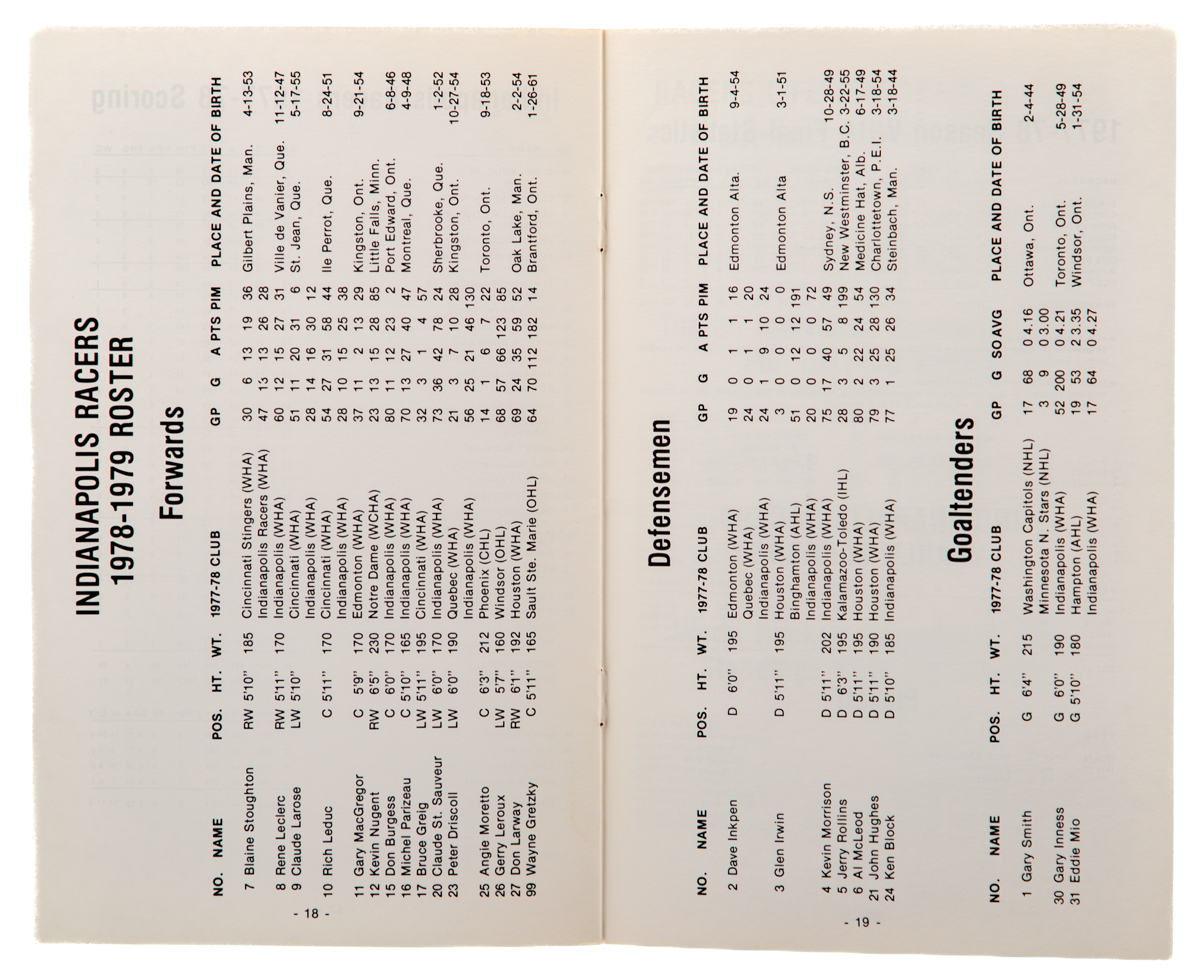 INDIANAPOLIS RACERS
1978-1979 ROSTER
Forwards
NO. NAME POS. HT. WT. 1977-78 CLUB GP G A PTS PIM PLACE AND DATE OF BIRTH
7 Blaine Stoughton RW 5'10" 185 Cincinnati Stingers (WHA) 30 6 13 19 36 Gilbert Plains, Man. 4-13-53
Indianapolis Racers (WHA) 47 13 13 26 28
8 Rene Leclerc RW 5'11" 170 Indianapolis (WHA) 60 12 15 27 31 Ville de Vanier, Que. 11-12-47
9 Claude Larose LW 5'10" Cincinnati (WHA) 51 11 20 31 6 St. Jean, Que. 5-17-55
Indianapolis (WHA) 28 14 16 30 12
10 Rich Leduc C 5'11" 170 Cincinnati (WHA) 54 27 31 58 44 Ile Perrot, Que. 8-24-51
Indianapolis (WHA) 28 10 15 25 38
11 Gary MacGregor C 5'9" 170 Edmonton (WHA) 37 11 2 13 29 Kingston, Ont. 9-21-54
12 Kevin Nugent RW 6'5" 230 Notre Dame (WCHA) 23 13 15 28 85 Little Falls, Minn.
15 Don Burgess C 6'0" 170 Indianapolis (WHA) 80 11 12 23 2 Port Edward, Ont. 6-8-46
16 Michel Parizeau C 5'10" 165 Indianapolis (WHA) 70 13 27 40 47 Montreal, Que. 4-9-48
17 Bruce Greig LW 5'11" 195 Cincinnati (WHA) 32 3 1 4 57
20 Claude St. Sauveur LW 6'0" 170 Indianapolis (WHA) 73 36 42 78 24 Sherbrooke, Que. 1-2-52
23 Peter Driscoll LW 6'0" 190 Quebec (WHA) 21 3 7 10 28 Kingston, Ont. 10-27-54
Indianapolis (WHA) 56 25 21 46 130
25 Angie Moretto C 6'3" 212 Phoenix (CHL) 14 1 6 7 22 Toronto, Ont. 9-18-53
26 Gerry Leroux LW 5'7" 160 Windsor (OHL) 68 57 66 123 85
27 Don Larway RW 6'1" 192 Houston (WHA) 69 24 35 59 52 Oak Lake, Man. 2-2-54
99 Wayne Gretzky C 5'11" 165 Sault Ste. Marie (OHL) 64 70 112 182 14 Brantford, Ont. 1-26-61
- 18 -
Defensemen
NO. NAME POS. HT. WT. 1977-78 CLUB GP G A PTS PIM PLACE AND DATE OF BIRTH
2 Dave Inkpen D 6'0" 195 Edmonton (WHA) 19 0 1 1 16 Edmonton Alta. 9-4-54
Quebec (WHA) 24 0 1 1 20
Indianapolis (WHA) 24 1 9 10 24
3 Glen Irwin D 5'11" 195 Houston (WHA) 3 0 0 0 0 Edmonton Alta 3-1-51
Binghamton (AHL) 51 0 12 12 191
Indianapolis (WHA) 20 0 0 0 72
4 Kevin Morrison D 5'11" 202 Indianapolis (WHA) 75 17 40 57 49 Sydney, N.S. 10-28-49
5 Jerry Rollins D 6'3" 195 Kalamazoo-Toledo (IHL) 28 3 5 8 199 New Westminster, B.C. 3-22-55
6 Al McLeod D 5'11" 195 Houston (WHA) 80 2 22 24 54 Medicine Hat, Alb. 6-17-49
21 John Hughes D 5'11" 190 Houston (WHA) 79 3 25 28 130 Charlottetown, P.E.I. 3-18-54
24 Ken Block D 5'10" 185 Indianapolis (WHA) 77 1 25 26 34 Steinbach, Man. 3-18-44
Goaltenders
NO. NAME POS. HT. WT. 1977-78 CLUB GP G SO AVG PLACE AND DATE OF BIRTH
1 Gary Smith G 6'4" 215 Washington Capitols (NHL) 17 68 0 4.16 Ottawa, Ont. 2-4-44
Minnesota N. Stars (NHL) 3 9 0 3.00
30 Gary Inness G 6'0" 190 Indianapolis (WHA) 52 200 0 4.21 Toronto, Ont. 5-28-49
31 Eddie Mio G 5'10" 180 Hampton (AHL) 19 53 2 3.35 Windsor, Ont. 1-31-54
Indianapolis (WHA) 17 64 0 4.27
- 19 -